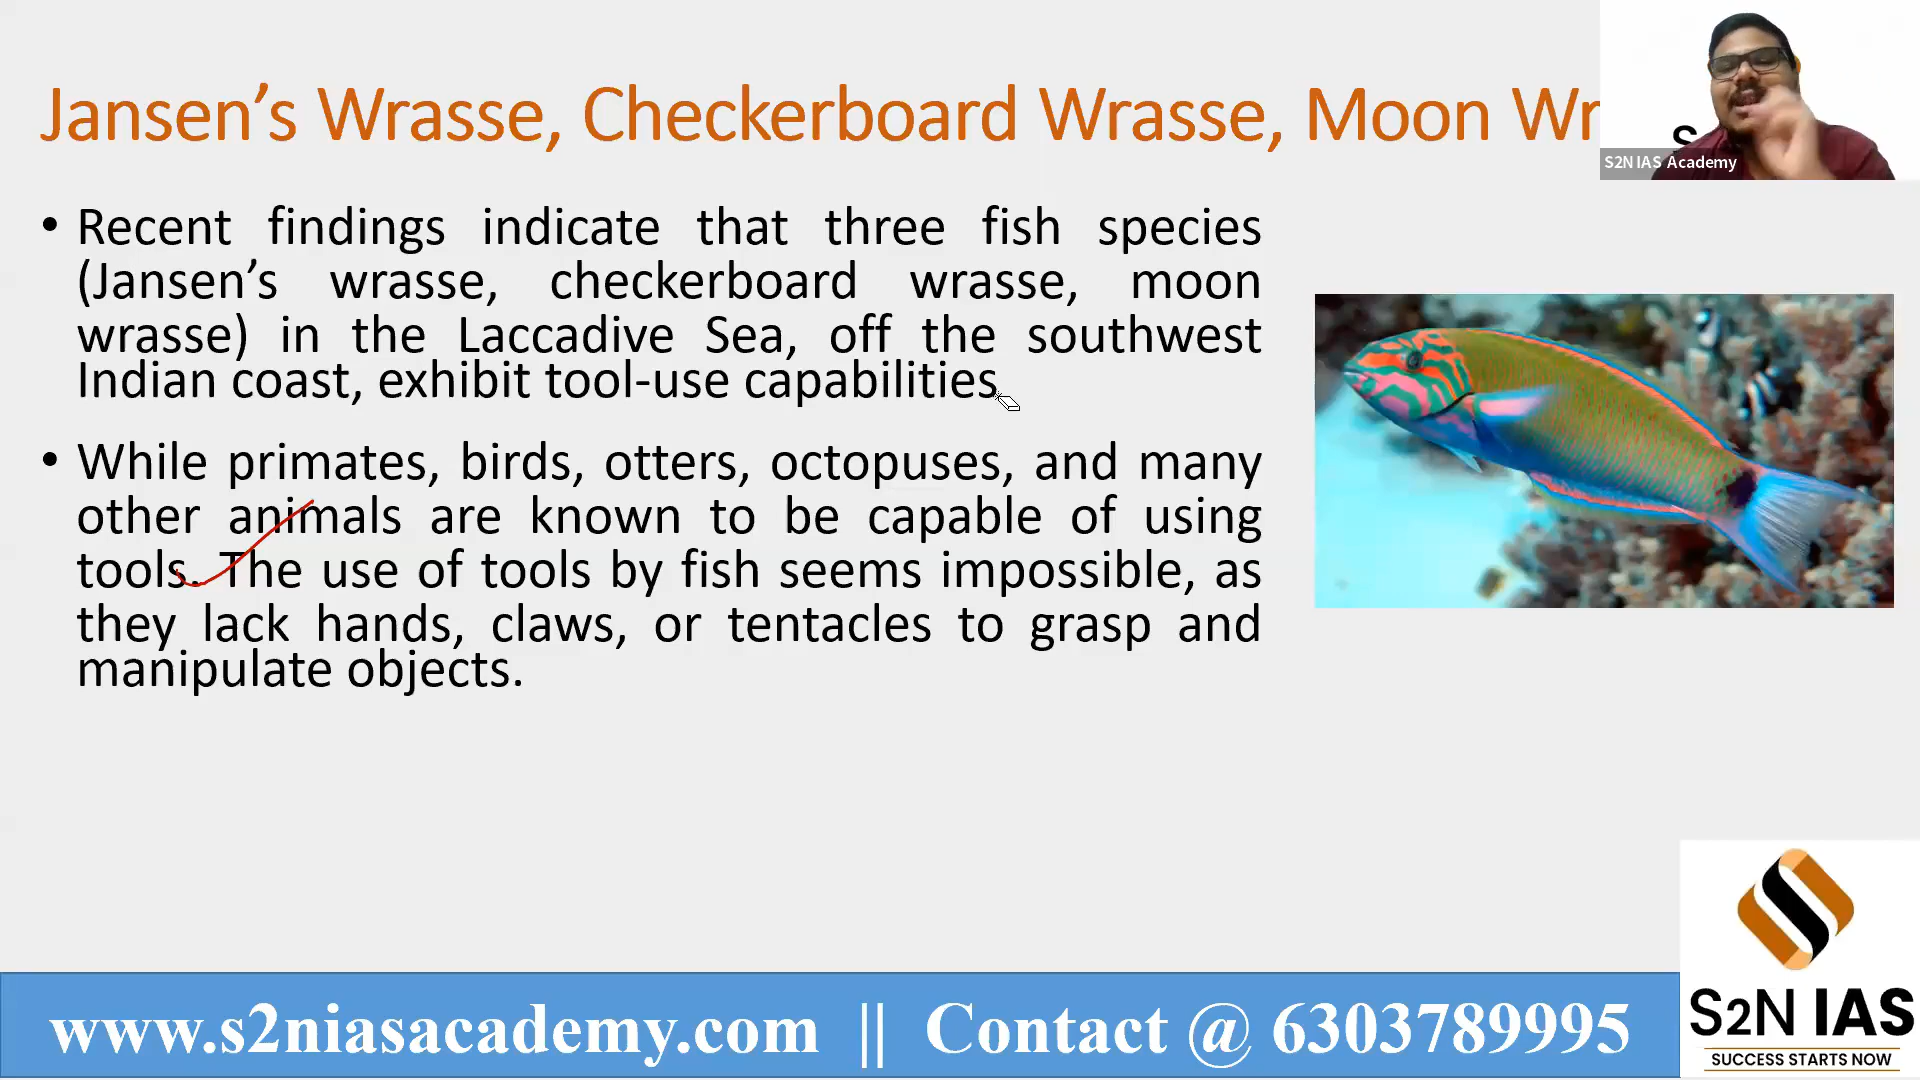 Jansen’s Wrasse, Checkerboard Wrasse, Moon Wr
S2N IAS Academy
• Recent findings indicate that three fish species
(Jansen’s wrasse, checkerboard wrasse, moon
wrasse) in the Laccadive Sea, off the southwest
Indian coast, exhibit tool-use capabilities
• While primates, birds, otters, octopuses, and many
other animals are known to be capable of using
tools. The use of tools by fish seems impossible, as
they lack hands, claws, or tentacles to grasp and
manipulate objects.
www.s2niasacademy.com || Contact @ 6303789995
S2N IAS
SUCCESS STARTS NOW